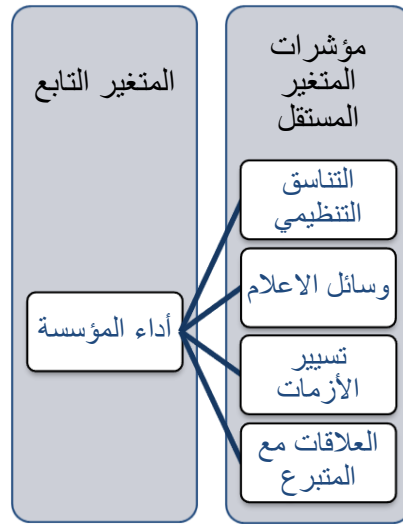 مؤشرات
المتغير
المستقل
التناسق
التنظيمي
وسائل الاعلام
تسيير
الأزمات
العلاقات مع
المتبرع
المتغير التابع
أداء المؤسسة